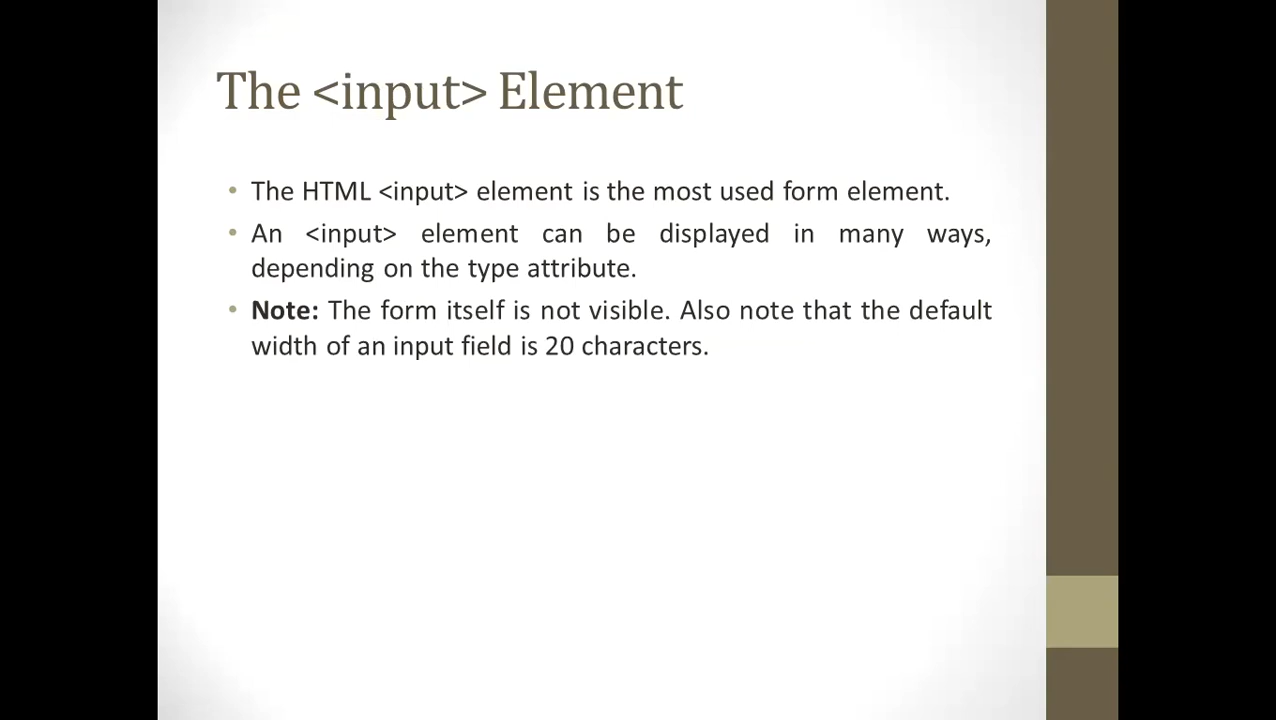 The <input> Element
• The HTML <input> element is the most used form element.
• An <input> element can be displayed in many ways,
depending on the type attribute.
• Note: The form itself is not visible. Also note that the default
width of an input field is 20 characters.